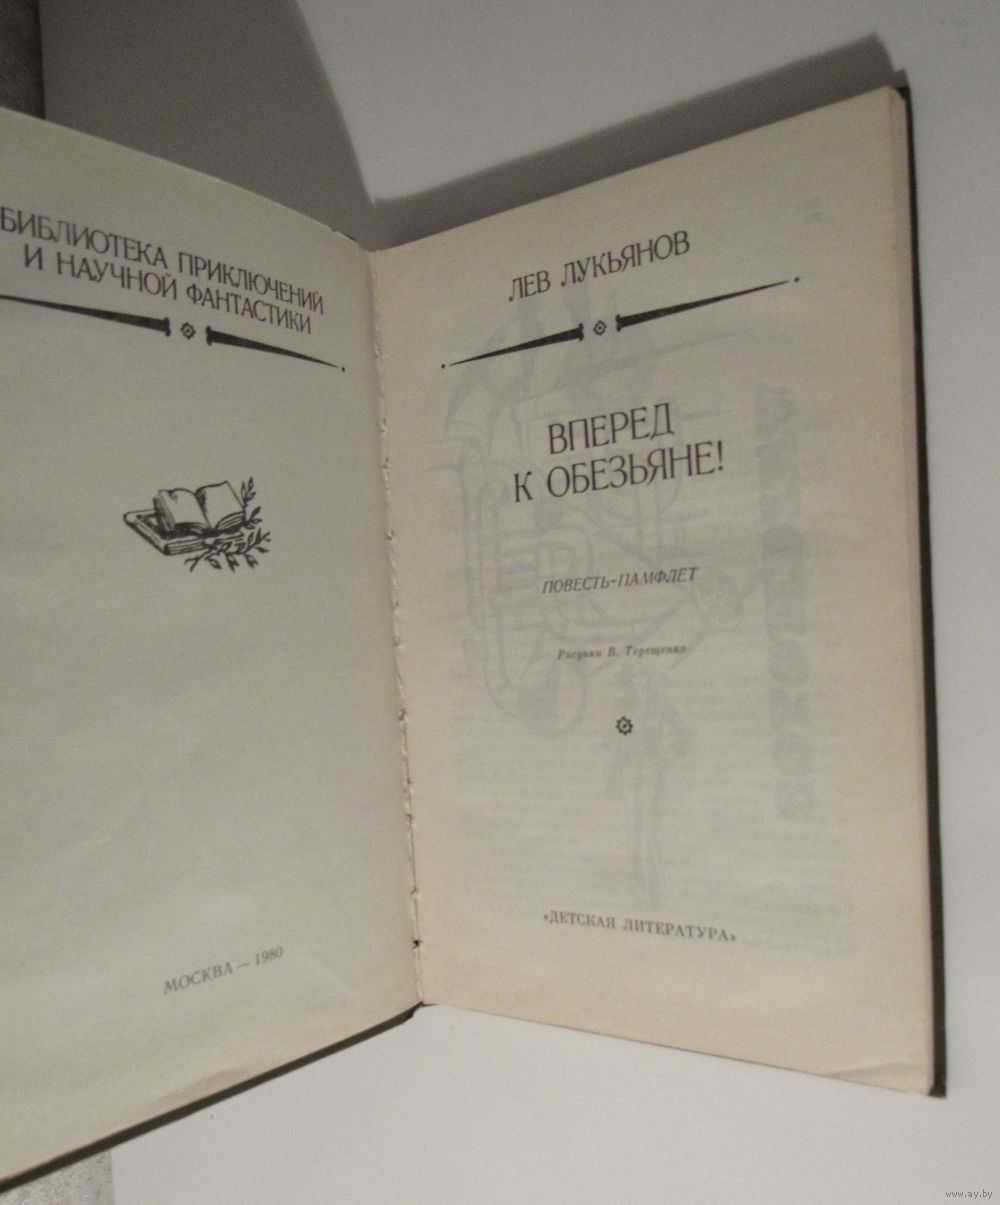 БИБЛИОТЕКА ПРИКЛЮЧЕНИЙ
И НАУЧНОЙ ФАНТАСТИКИ
МОСКВА — 1980
ЛЕВ ЛУКЬЯНОВ
ВПЕРЕД
К ОБЕЗЬЯНЕ!
ПОВЕСТЬ-ПАМФЛЕТ
Рисунки В. Терещенко
«ДЕТСКАЯ ЛИТЕРАТУРА»
www.ay.by